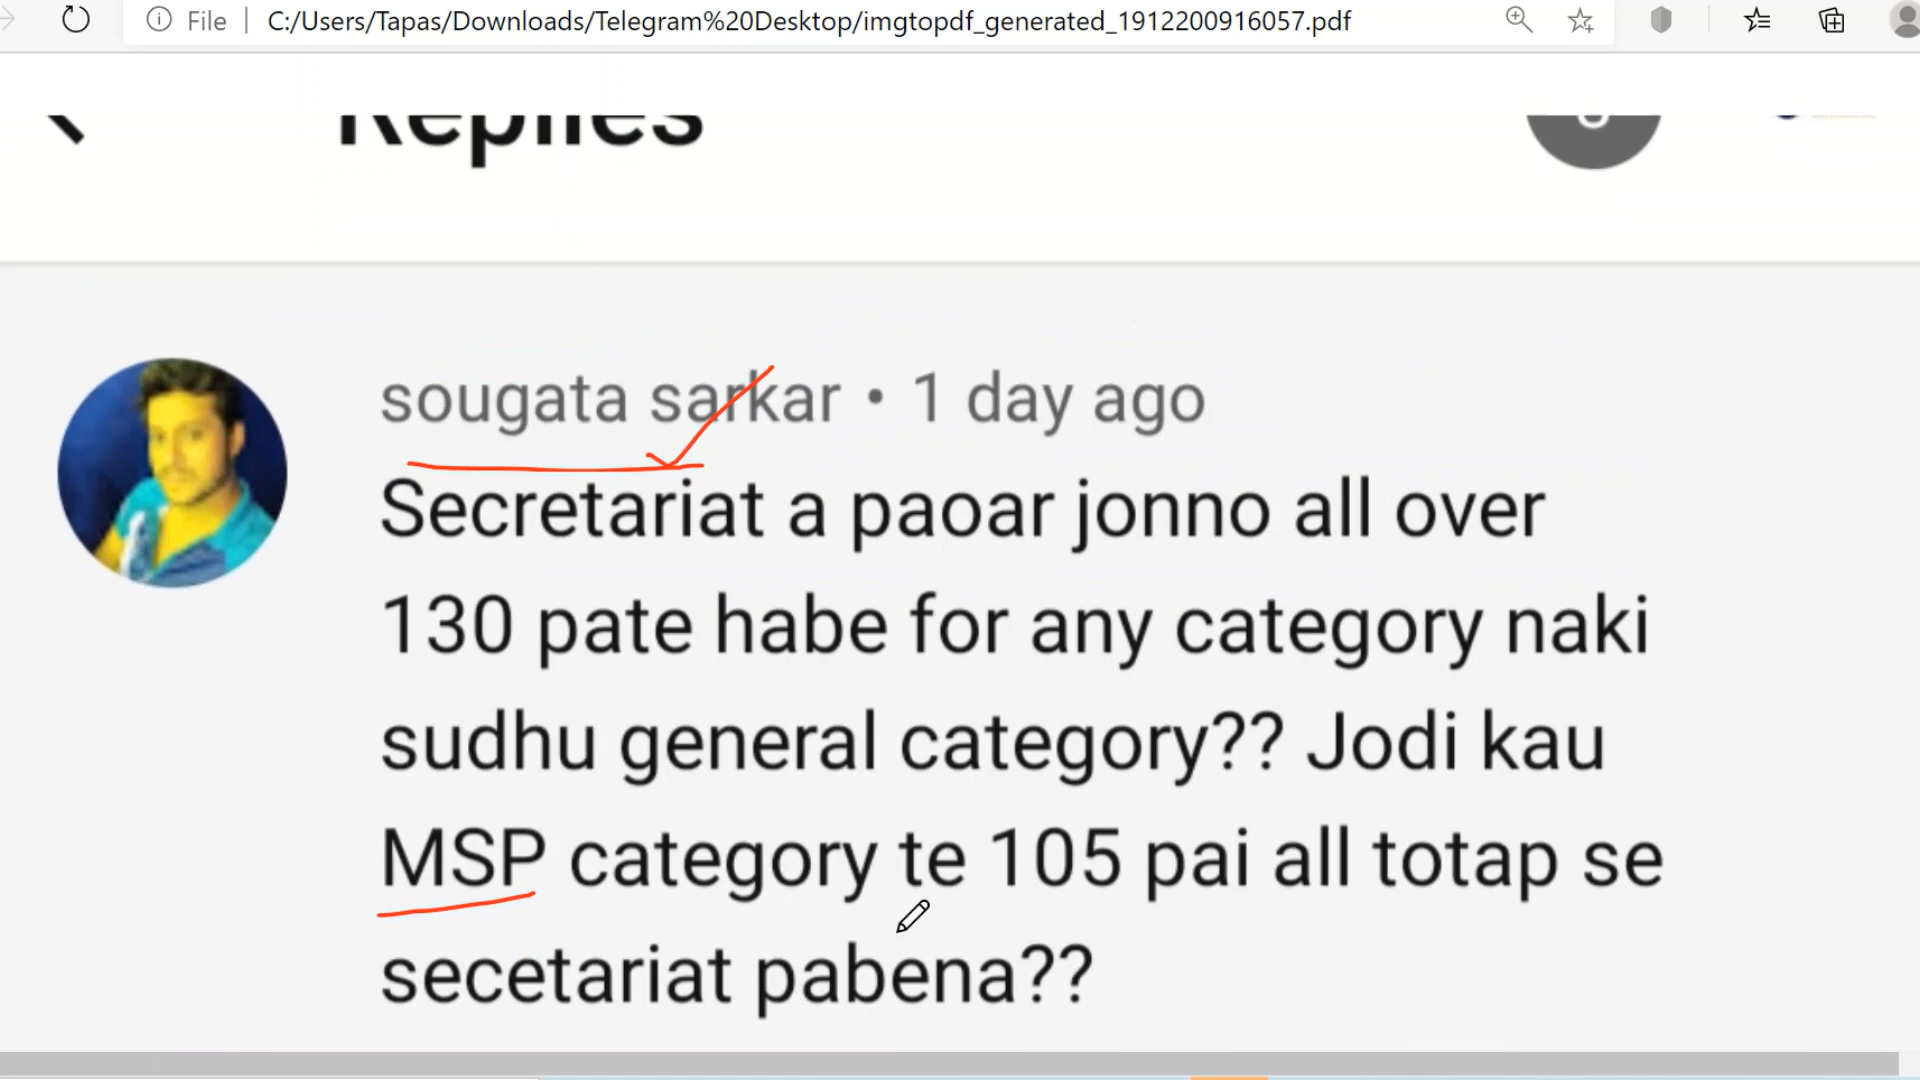 File
C:/Users/Tapas/Downloads/Telegram%20Desktop/imgtopdf_generated_1912200916057.pdf
Replies
sougata sarkar • 1 day ago
Secretariat a paoar jonno all over
130 pate habe for any category naki
sudhu general category?? Jodi kau
MSP category te 105 pai all totap se
secetariat pabena??